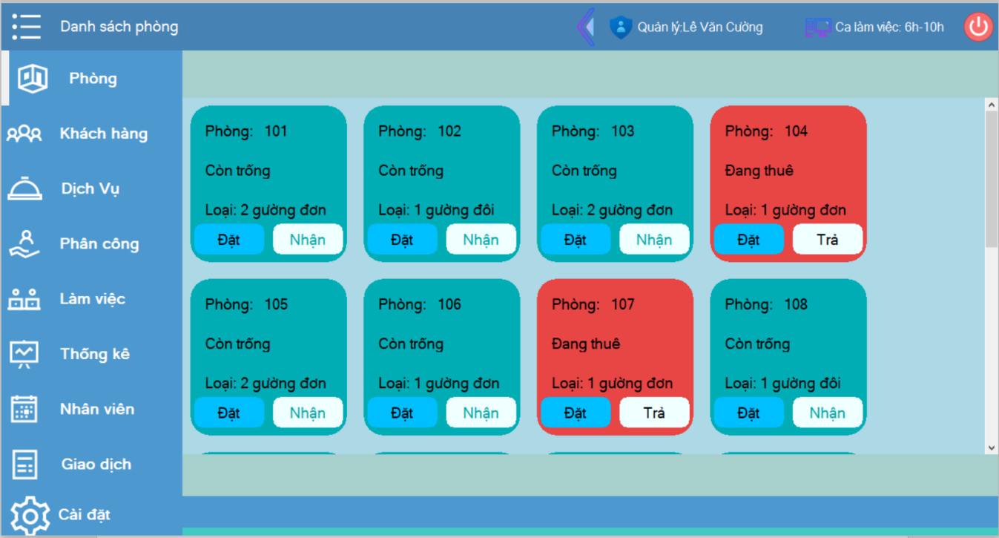 Danh sách phòng
Quản lý:Lê Văn Cường
Ca làm việc: 6h-10h
Phòng
Khách hàng
Dịch Vụ
Phân công
Làm việc
Thống kê
Nhân viên
Giao dịch
Cài đặt
Phòng: 101
Còn trống
Loại: 2 gường đơn
Đặt Nhận
Phòng: 102
Còn trống
Loại: 1 gường đôi
Đặt Nhận
Phòng: 103
Còn trống
Loại: 2 gường đơn
Đặt Nhận
Phòng: 104
Đang thuê
Loại: 1 gường đơn
Đặt Trả
Phòng: 105
Còn trống
Loại: 2 gường đơn
Đặt Nhận
Phòng: 106
Còn trống
Loại: 1 gường đơn
Đặt Nhận
Phòng: 107
Đang thuê
Loại: 1 gường đơn
Đặt Trả
Phòng: 108
Còn trống
Loại: 1 gường đôi
Đặt Nhận